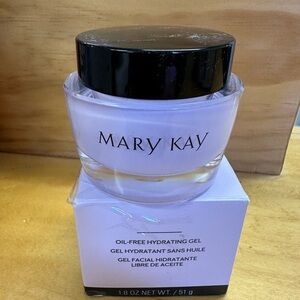 MARY KAY
OIL-FREE HYDRATING GEL
GEL HYDRATANT SANS HUILE
GEL FACIAL HIDRATANTE
LIBRE DE ACEITE
1.8 OZ NET WT. / 51 g